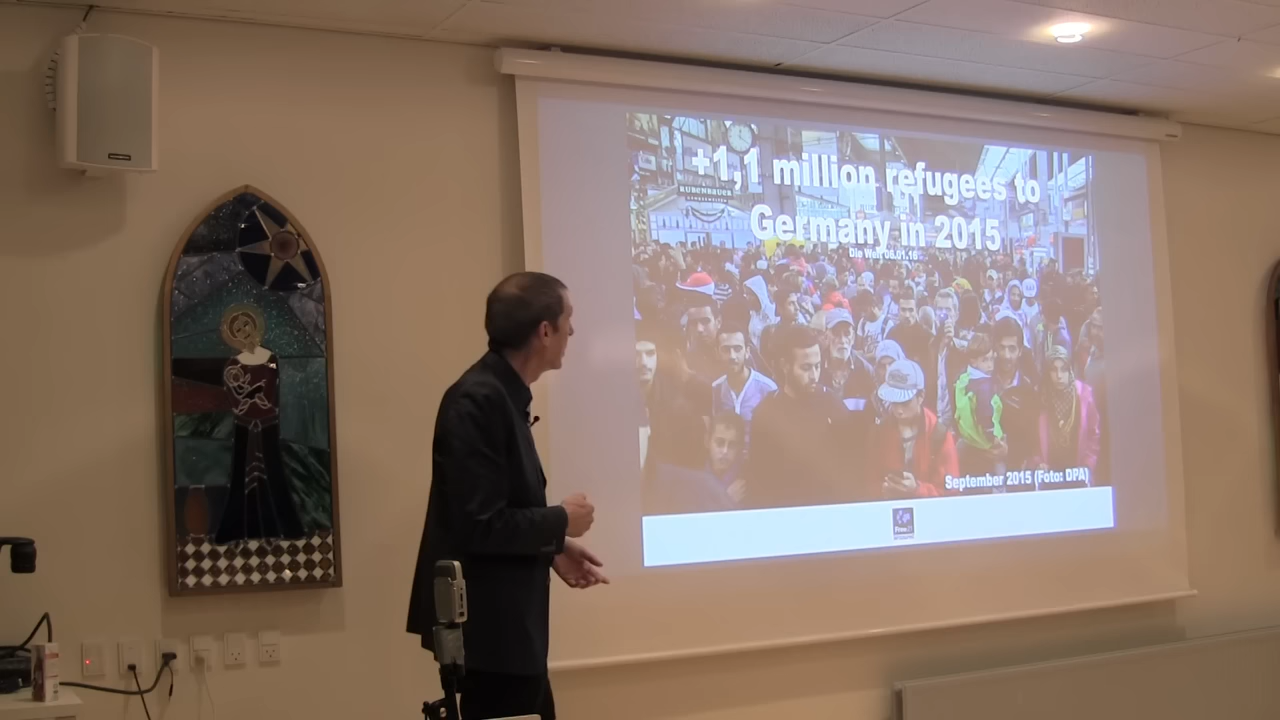 +1,1 million refugees to
Germany in 2015
Die Welt 06.01.16
September 2015 (Foto: DPA)